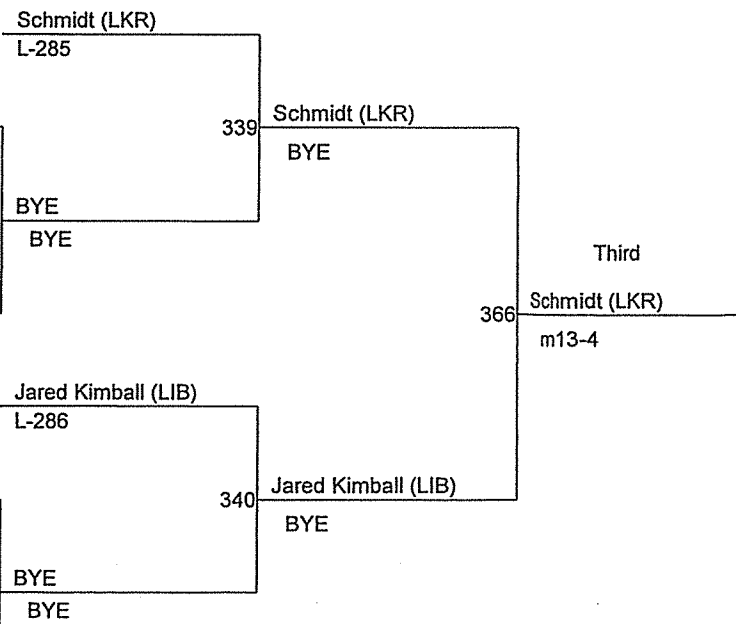 Schmidt (LKR)
L-285
339
Schmidt (LKR)
BYE
BYE
BYE
Third
366
Schmidt (LKR)
m13-4
Jared Kimball (LIB)
L-286
340
Jared Kimball (LIB)
BYE
BYE
BYE